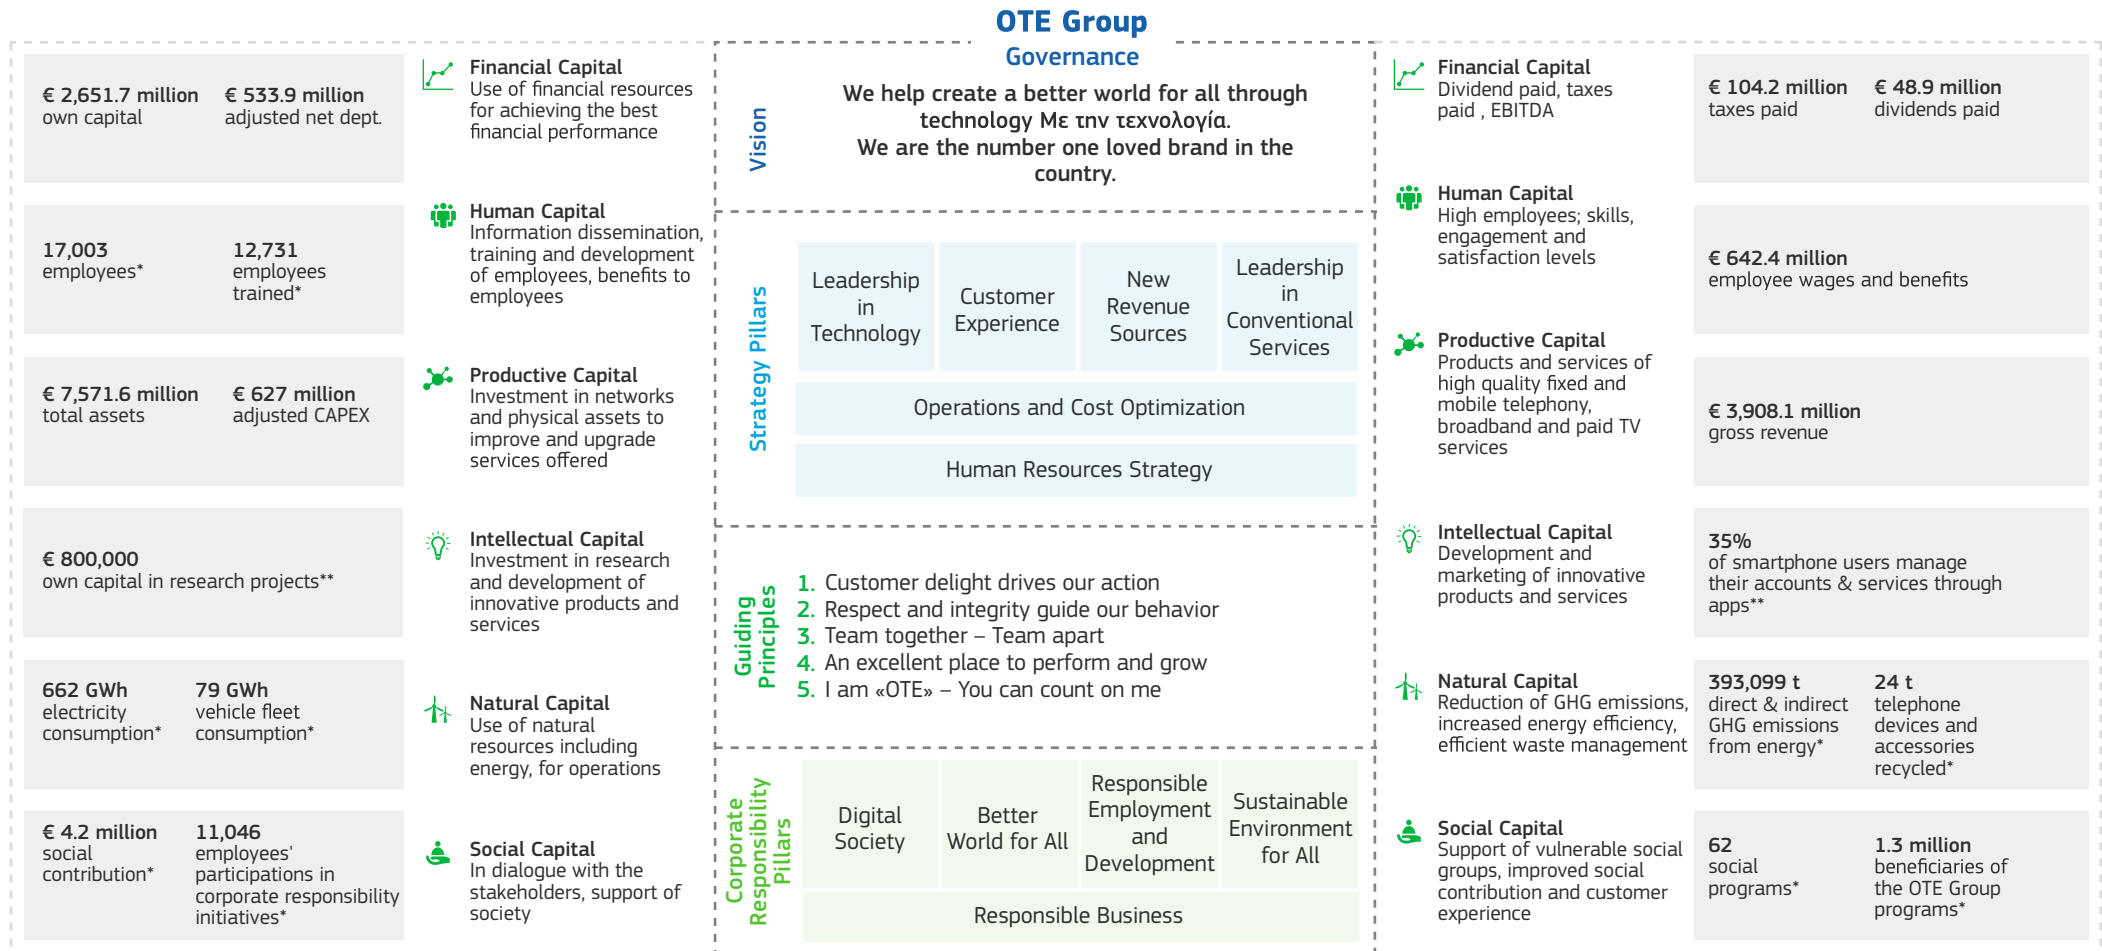 OTE Group
Governance
€ 2,651.7 million
own capital
€ 533.9 million
adjusted net dept.
17,003
employees*
12,731
employees
trained*
€ 7,571.6 million
total assets
€ 627 million
adjusted CAPEX
€ 800,000
own capital in research projects**
662 GWh
electricity
consumption*
79 GWh
vehicle fleet
consumption*
€ 4.2 million
social
contribution*
11,046
employees'
participations in
corporate responsibility
initiatives*
Financial Capital
Use of financial resources
for achieving the best
financial performance
Human Capital
Information dissemination,
training and development
of employees, benefits to
employees
Productive Capital
Investment in networks
and physical assets to
improve and upgrade
services offered
Intellectual Capital
Investment in research
and development of
innovative products and
services
Natural Capital
Use of natural
resources including
energy, for operations
Social Capital
In dialogue with the
stakeholders, support of
society
Vision
We help create a better world for all through
technology Με την τεχνολογία.
We are the number one loved brand in the
country.
Strategy Pillars
Leadership
in
Technology
Customer
Experience
New
Revenue
Sources
Leadership
in
Conventional
Services
Operations and Cost Optimization
Human Resources Strategy
Guiding
Principles
1. Customer delight drives our action
2. Respect and integrity guide our behavior
3. Team together – Team apart
4. An excellent place to perform and grow
5. I am «OTE» – You can count on me
Corporate
Responsibility
Pillars
Digital
Society
Better
World for All
Responsible
Employment
and
Development
Sustainable
Environment
for All
Responsible Business
Financial Capital
Dividend paid, taxes
paid , EBITDA
Human Capital
High employees; skills,
engagement and
satisfaction levels
Productive Capital
Products and services of
high quality fixed and
mobile telephony,
broadband and paid TV
services
Intellectual Capital
Development and
marketing of innovative
products and services
Natural Capital
Reduction of GHG emissions,
increased energy efficiency,
efficient waste management
Social Capital
Support of vulnerable social
groups, improved social
contribution and customer
experience
€ 104.2 million
taxes paid
€ 48.9 million
dividends paid
€ 642.4 million
employee wages and benefits
€ 3,908.1 million
gross revenue
35%
of smartphone users manage
their accounts & services through
apps**
393,099 t
direct & indirect
GHG emissions
from energy*
24 t
telephone
devices and
accessories
recycled*
62
social
programs*
1.3 million
beneficiaries of
the OTE Group
programs*